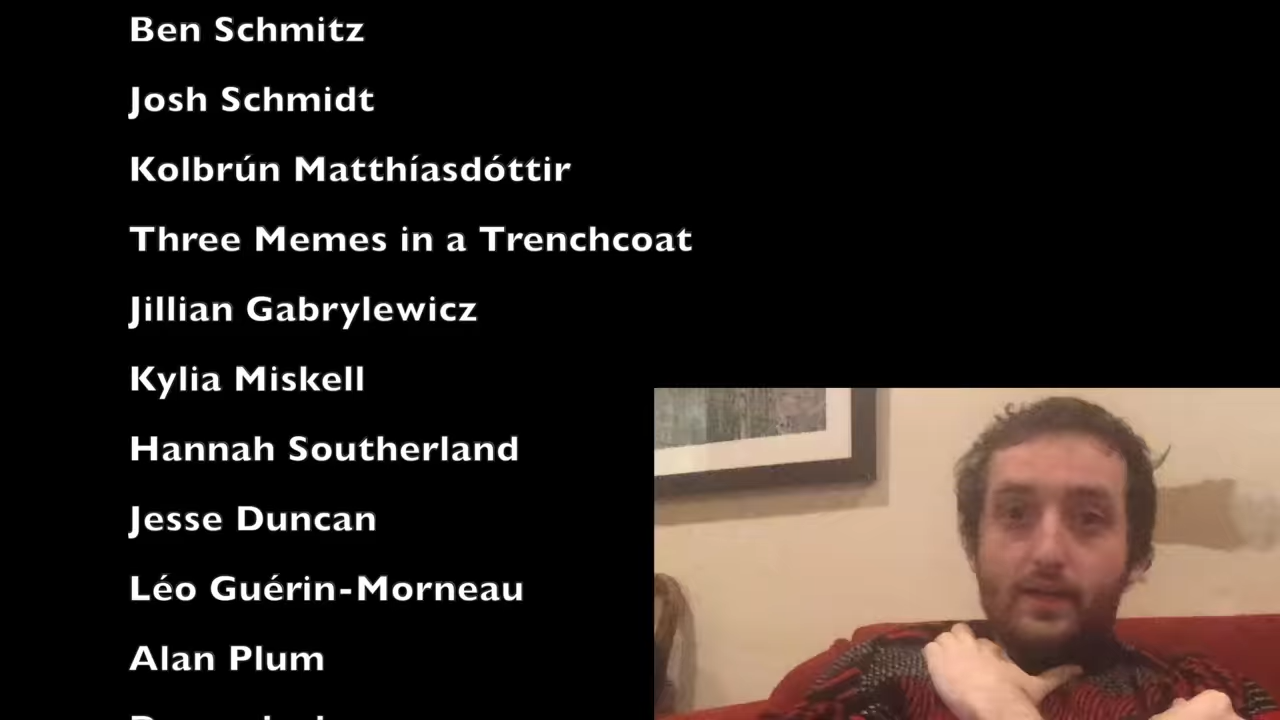 Ben Schmitz
Josh Schmidt
Kolbrún Matthíasdóttir
Three Memes in a Trenchcoat
Jillian Gabrylewicz
Kylia Miskell
Hannah Southerland
Jesse Duncan
Léo Guérin-Morneau
Alan Plum